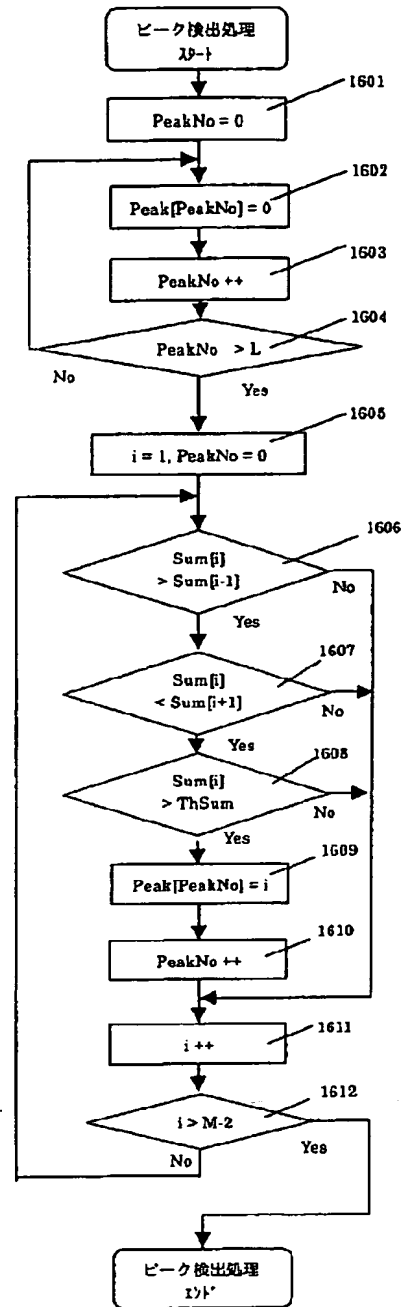 ピーク検出処理
ｽﾀｰﾄ
1601
PeakNo = 0
1602
Peak[PeakNo] = 0
1603
PeakNo ++
1604
PeakNo > L
No
Yes
1605
i = 1, PeakNo = 0
1606
Sum[i]
> Sum[i-1]
No
Yes
1607
Sum[i]
< Sum[i+1]
No
Yes
1608
Sum[i]
> ThSum
No
Yes
1609
Peak[PeakNo] = i
1610
PeakNo ++
1611
i ++
1612
i > M-2
Yes
No
ピーク検出処理
ｴﾝﾄﾞ